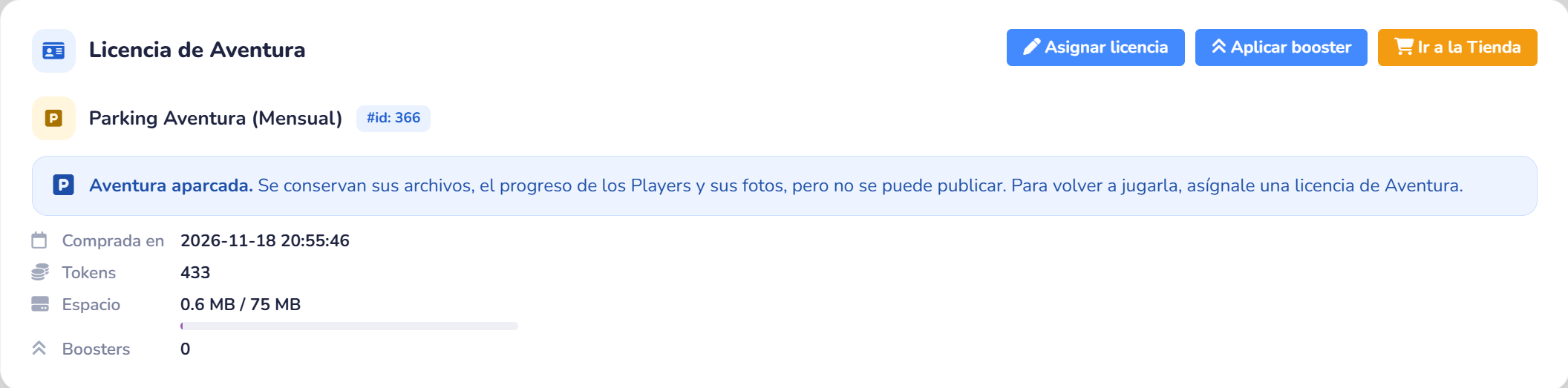 Licencia de Aventura
Asignar licencia
Aplicar booster
Ir a la Tienda
P Parking Aventura (Mensual) #id: 366
P Aventura aparcada. Se conservan sus archivos, el progreso de los Players y sus fotos, pero no se puede publicar. Para volver a jugarla, asígnale una licencia de Aventura.
Comprada en 2026-11-18 20:55:46
Tokens 433
Espacio 0.6 MB / 75 MB
Boosters 0